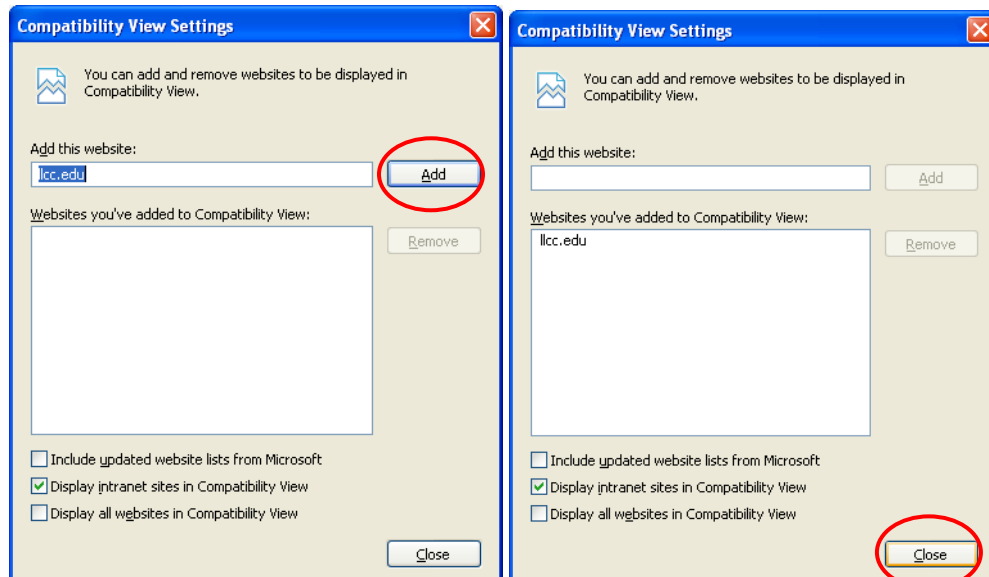 Compatibility View Settings
You can add and remove websites to be displayed in
Compatibility View.
Add this website:
llcc.edu
Add
Websites you've added to Compatibility View:
Remove
Include updated website lists from Microsoft
Display intranet sites in Compatibility View
Display all websites in Compatibility View
Close
Compatibility View Settings
You can add and remove websites to be displayed in
Compatibility View.
Add this website:
Add
Websites you've added to Compatibility View:
llcc.edu
Remove
Include updated website lists from Microsoft
Display intranet sites in Compatibility View
Display all websites in Compatibility View
Close